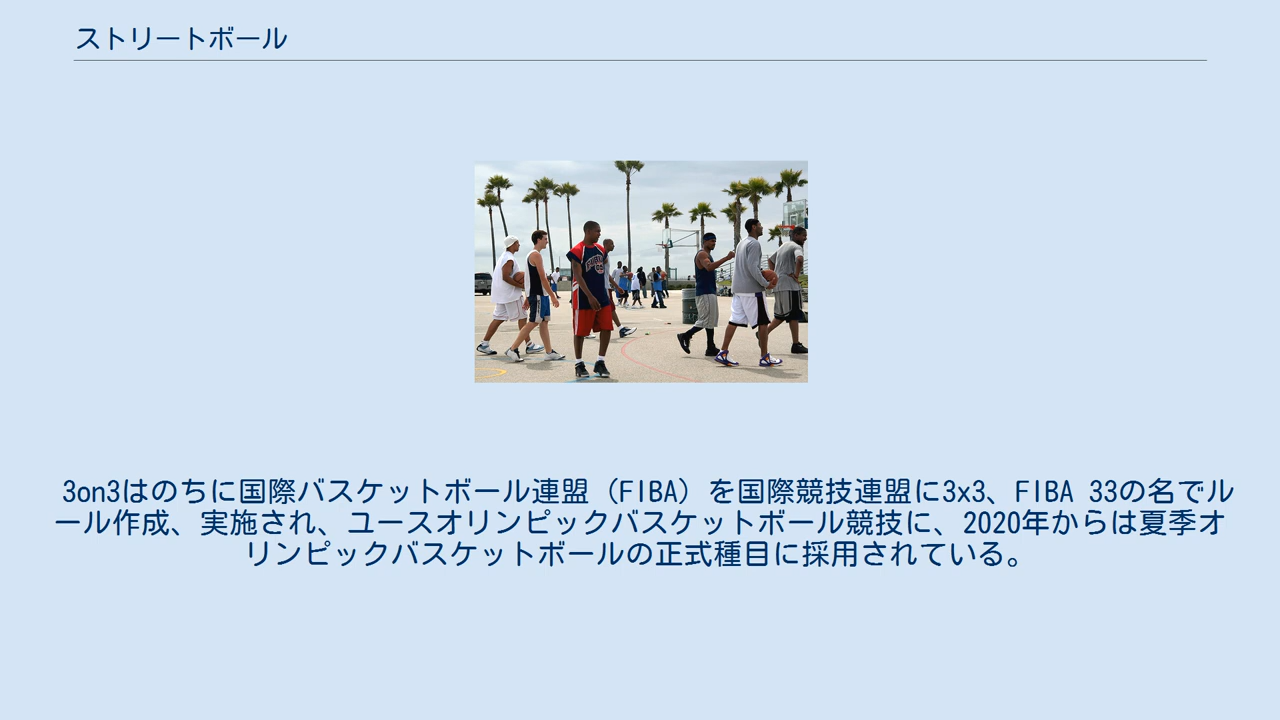 ストリートボール
3on3はのちに国際バスケットボール連盟（FIBA）を国際競技連盟に3x3、FIBA 33の名でル
ール作成、実施され、ユースオリンピックバスケットボール競技に、2020年からは夏季オ
リンピックバスケットボールの正式種目に採用されている。